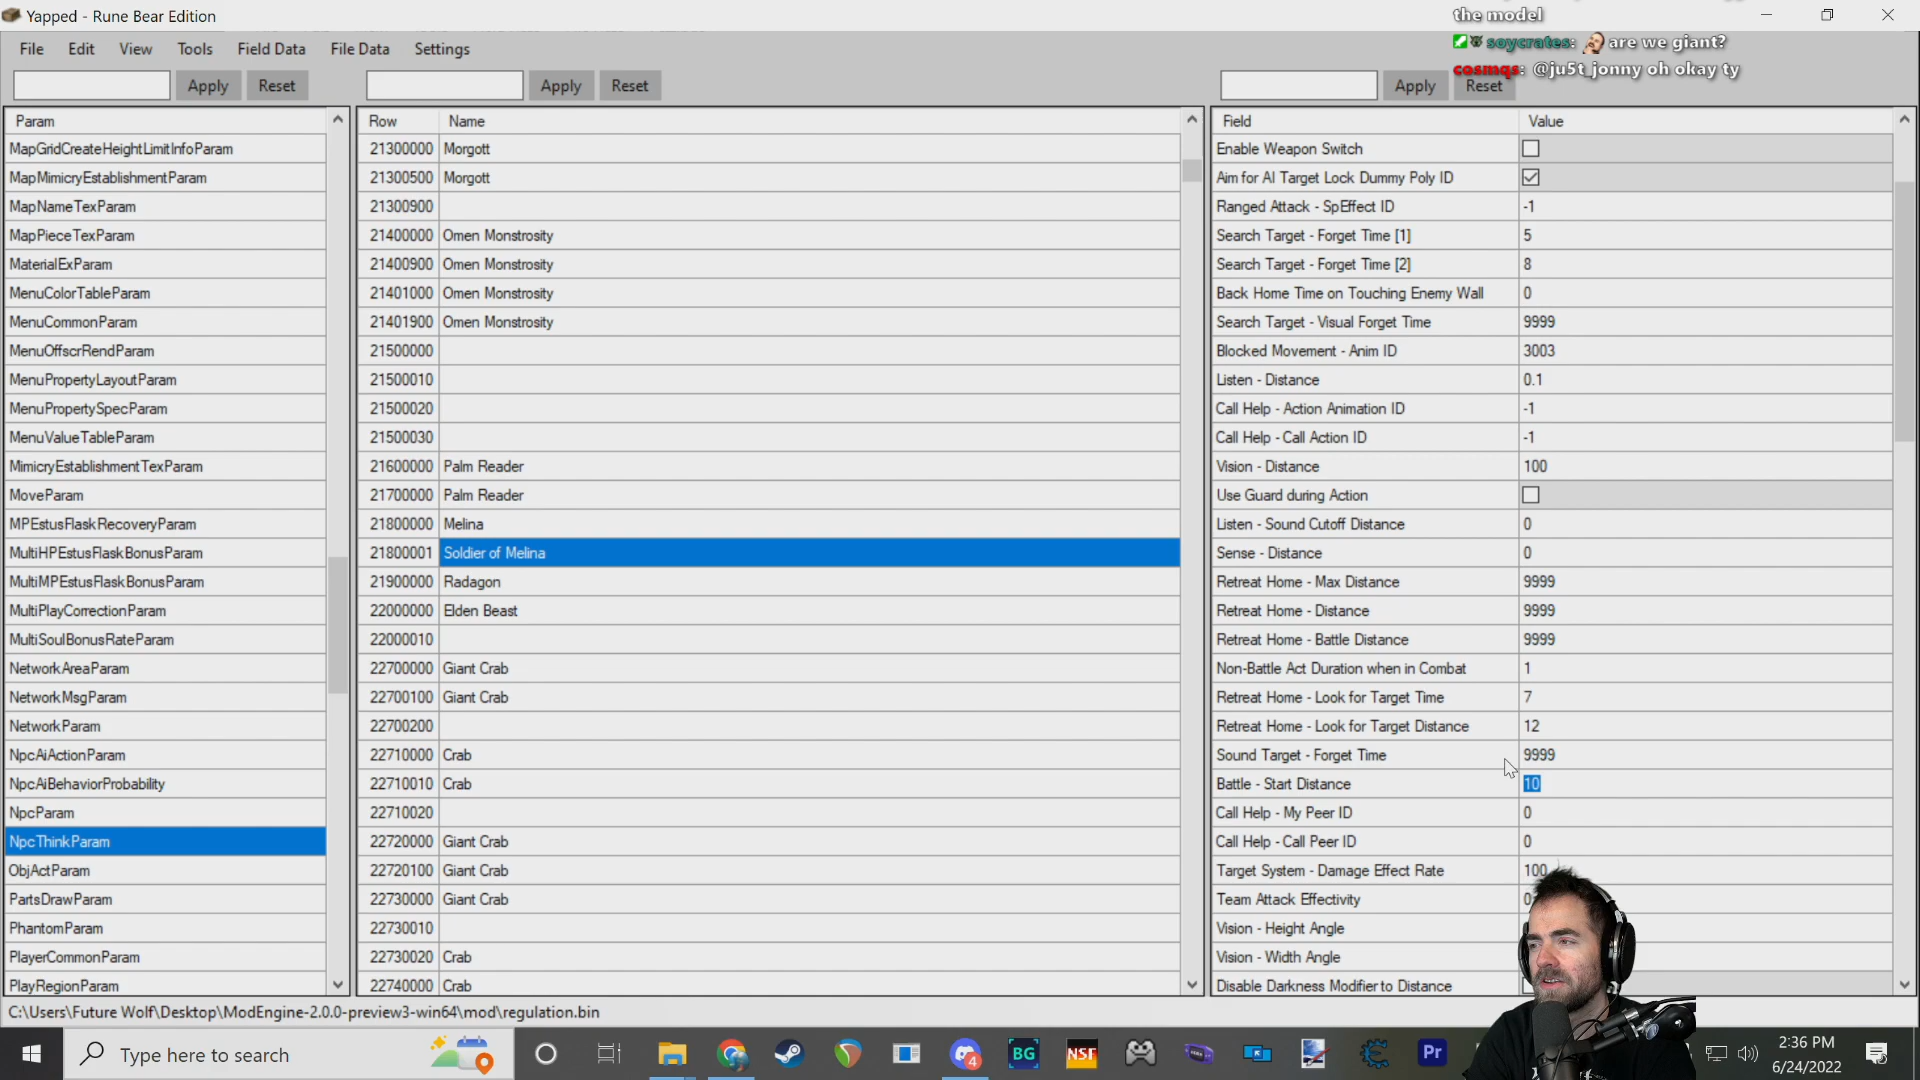 Yapped - Rune Bear Edition
the model
soycrates: are we giant?
cosmqs: @ju5t_jonny oh okay ty
File Edit View Tools Field Data File Data Settings
Apply Reset Apply Reset Apply Reset
Param
MapGridCreateHeightLimitInfoParam
MapMimicryEstablishmentParam
MapNameTexParam
MapPieceTexParam
MaterialExParam
MenuColorTableParam
MenuCommonParam
MenuOffscrRendParam
MenuPropertyLayoutParam
MenuPropertySpecParam
MenuValueTableParam
MimicryEstablishmentTexParam
MoveParam
MPEstusFlaskRecoveryParam
MultiHPEstusFlaskBonusParam
MultiMPEstusFlaskBonusParam
MultiPlayCorrectionParam
MultiSoulBonusRateParam
NetworkAreaParam
NetworkMsgParam
NetworkParam
NpcAiActionParam
NpcAiBehaviorProbability
NpcParam
NpcThinkParam
ObjActParam
PartsDrawParam
PhantomParam
PlayerCommonParam
PlayRegionParam
Row Name
21300000 Morgott
21300500 Morgott
21300900
21400000 Omen Monstrosity
21400900 Omen Monstrosity
21401000 Omen Monstrosity
21401900 Omen Monstrosity
21500000
21500010
21500020
21500030
21600000 Palm Reader
21700000 Palm Reader
21800000 Melina
21800001 Soldier of Melina
21900000 Radagon
22000000 Elden Beast
22000010
22700000 Giant Crab
22700100 Giant Crab
22700200
22710000 Crab
22710010 Crab
22710020
22720000 Giant Crab
22720100 Giant Crab
22730000 Giant Crab
22730010
22730020 Crab
22740000 Crab
Field Value
Enable Weapon Switch
Aim for AI Target Lock Dummy Poly ID
Ranged Attack - SpEffect ID -1
Search Target - Forget Time [1] 5
Search Target - Forget Time [2] 8
Back Home Time on Touching Enemy Wall 0
Search Target - Visual Forget Time 9999
Blocked Movement - Anim ID 3003
Listen - Distance 0.1
Call Help - Action Animation ID -1
Call Help - Call Action ID -1
Vision - Distance 100
Use Guard during Action
Listen - Sound Cutoff Distance 0
Sense - Distance 0
Retreat Home - Max Distance 9999
Retreat Home - Distance 9999
Retreat Home - Battle Distance 9999
Non-Battle Act Duration when in Combat 1
Retreat Home - Look for Target Time 7
Retreat Home - Look for Target Distance 12
Sound Target - Forget Time 9999
Battle - Start Distance 10
Call Help - My Peer ID 0
Call Help - Call Peer ID 0
Target System - Damage Effect Rate 100
Team Attack Effectivity
Vision - Height Angle
Vision - Width Angle
Disable Darkness Modifier to Distance
C:\Users\Future Wolf\Desktop\ModEngine-2.0.0-preview3-win64\mod\regulation.bin
Type here to search
4
BG
NSF
Pr
2:36 PM
6/24/2022